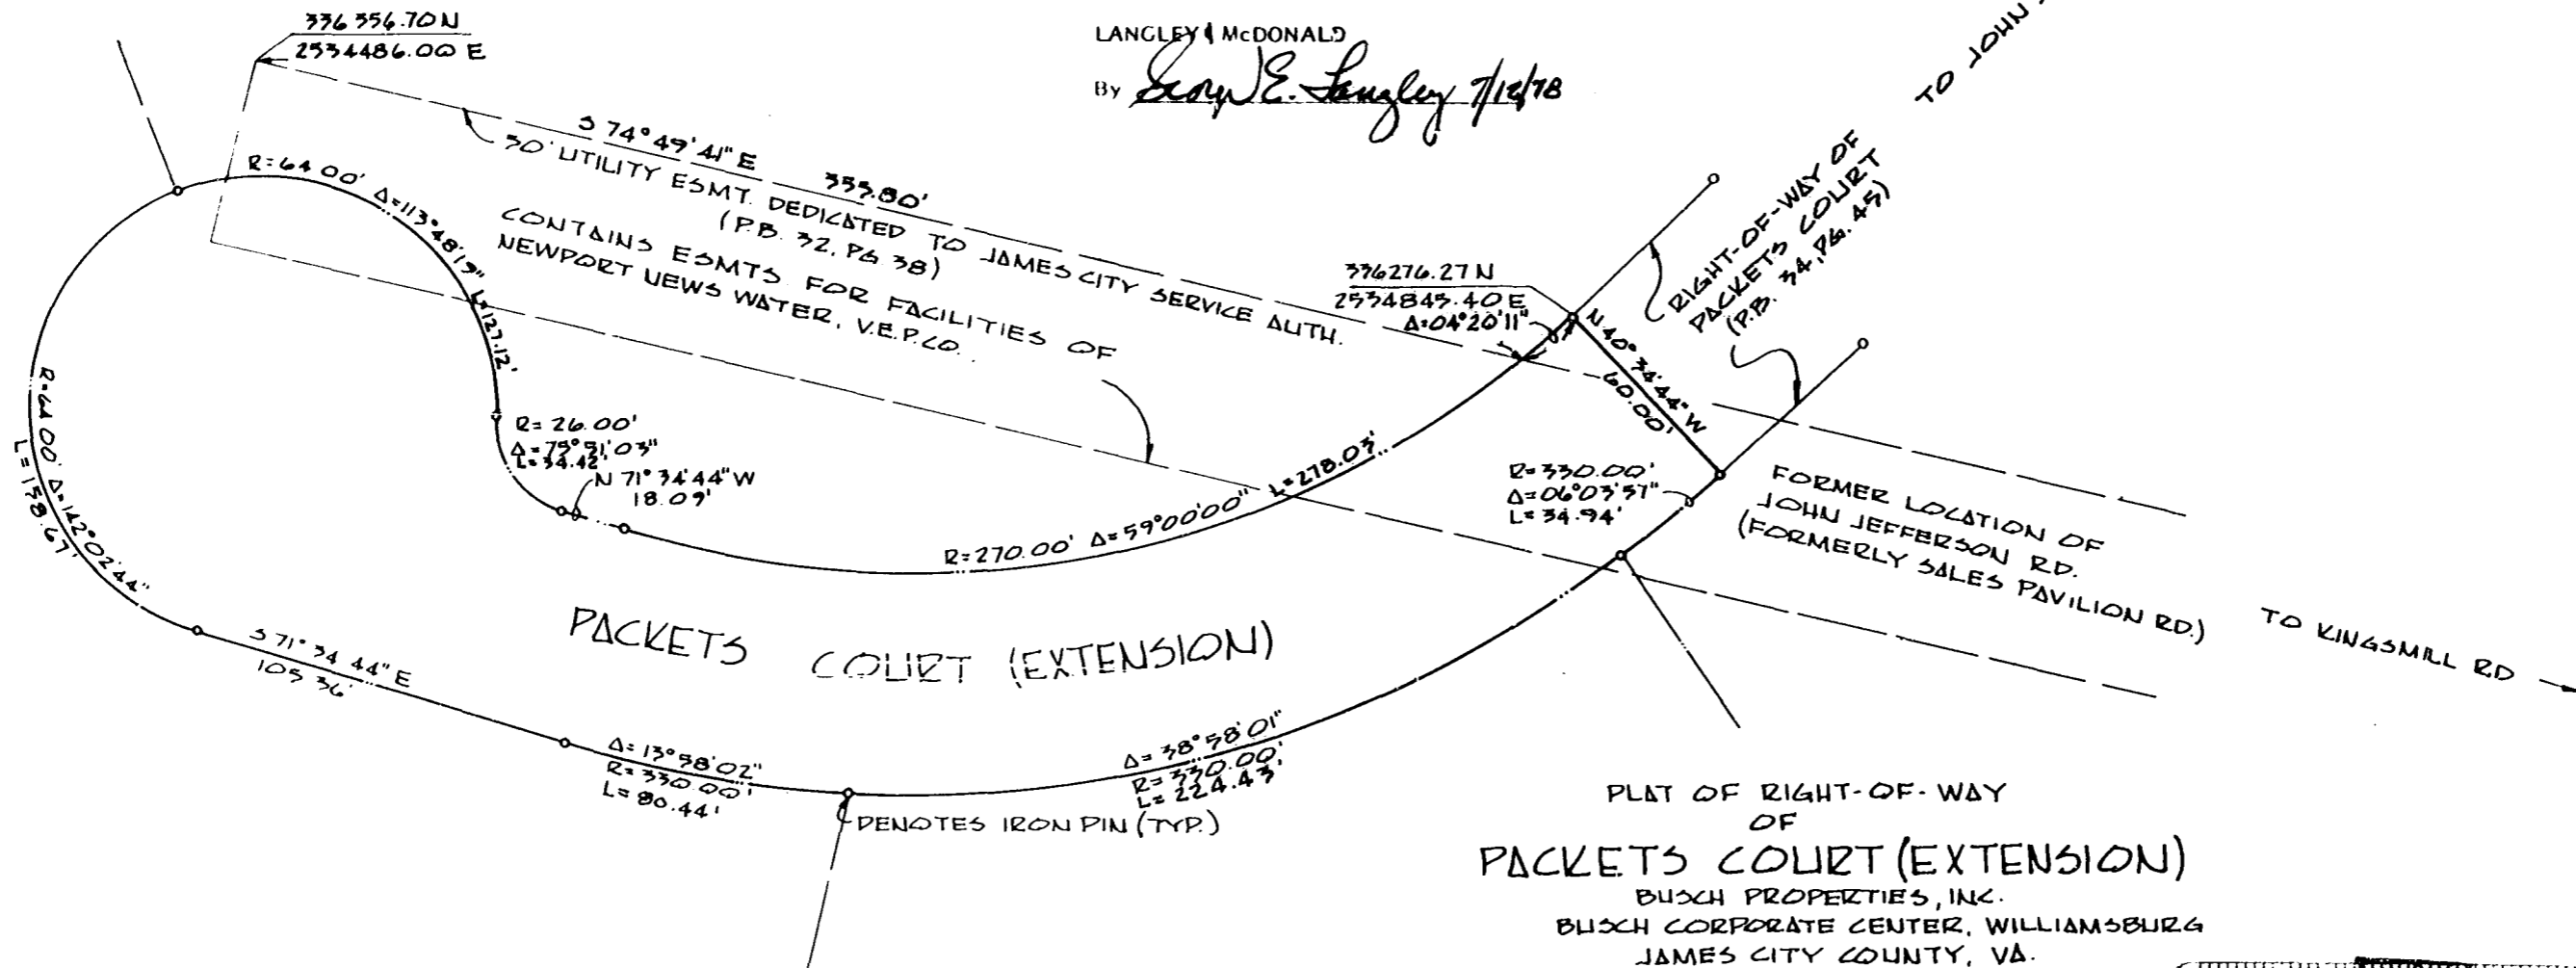 336 356.70 N
2534486.00 E
LANGLEY & McDONALD
By George E. Langley 7/12/78
TO JOHN
S 74°49'41" E 353.80'
30' UTILITY ESMT. DEDICATED TO JAMES CITY SERVICE AUTH.
(P.B. 32, PG. 38)
CONTAINS ESMTS. FOR FACILITIES OF
NEWPORT NEWS WATER, V.E.P.CO.
R=64.00' Δ=113°48'19" L=127.12'
RIGHT-OF-WAY OF
PACKETS COURT
(P.B. 34, PG. 45)
336276.27 N
2534845.40 E
Δ=04°20'11"
N 40°34'44" W
60.00'
R=64.00' Δ=142°02'44"
L=158.67'
R=26.00'
Δ=75°51'03"
L=34.42'
N 71°34'44" W
18.09'
R=270.00' Δ=59°00'00" L=278.03'
R=330.00'
Δ=06°03'57"
L=34.94'
FORMER LOCATION OF
JOHN JEFFERSON RD.
(FORMERLY SALES PAVILION RD.)
TO KINGSMILL RD
S 71°34'44" E
105.36'
PACKETS COURT (EXTENSION)
Δ=13°58'02"
R=330.00'
L=80.44'
Δ=38°58'01"
R=330.00'
L=224.43'
DENOTES IRON PIN (TYP.)
PLAT OF RIGHT-OF-WAY
OF
PACKETS COURT (EXTENSION)
BUSCH PROPERTIES, INC.
BUSCH CORPORATE CENTER, WILLIAMSBURG
JAMES CITY COUNTY, VA.